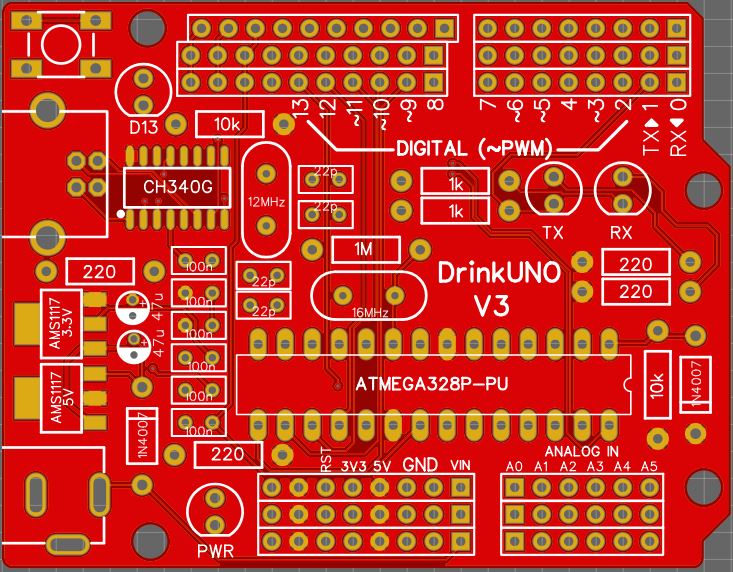 13 12 ~11 ~10 ~9 8
7 ~6 ~5 4 ~3 2 TX▶1 RX◀0
D13
10k
DIGITAL (~PWM)
CH340G
12MHz
22p
22p
1k
1k
TX
RX
1M
220
100n
22p
22p
100n
100n
100n
100n
100n
16MHz
DrinkUNO
V3
220
220
AMS1117
3.3V
47u
47u
AMS1117
5V
ATMEGA328P-PU
10k
1N4007
1N4007
220
RST 3V3 5V GND VIN
ANALOG IN
A0 A1 A2 A3 A4 A5
PWR